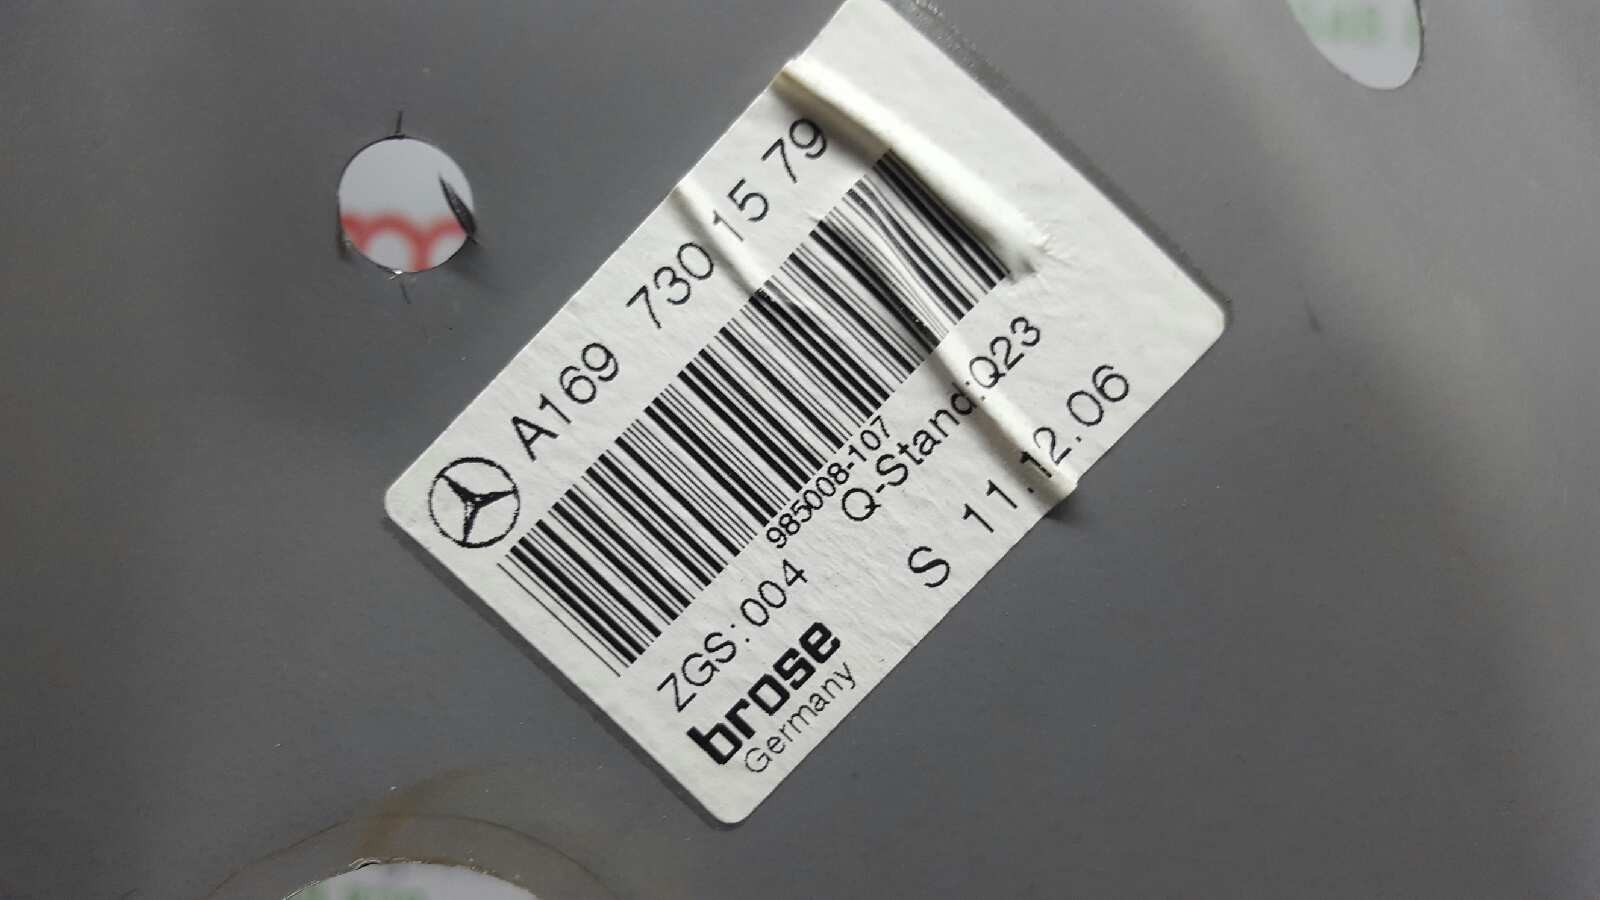 A169 730 15 79
985008-107
ZGS:004 Q-Stand:Q23
brose S 11.12.06
Germany